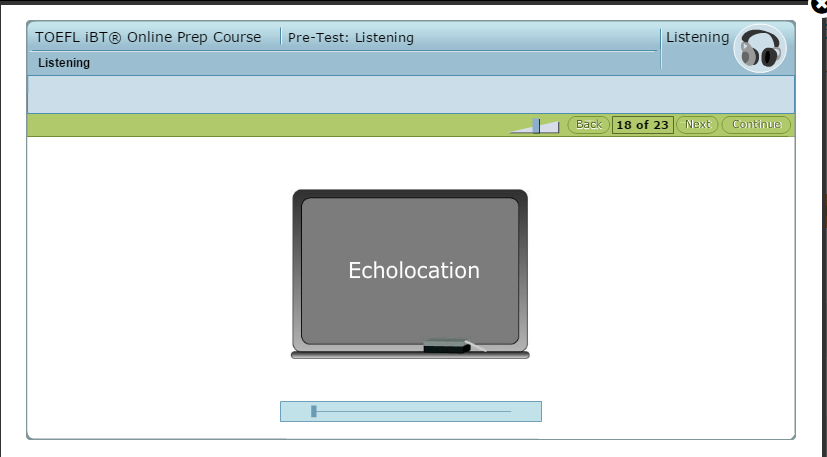 TOEFL iBT® Online Prep Course
Pre-Test: Listening
Listening
Listening
Back
18 of 23
Next
Continue
Echolocation